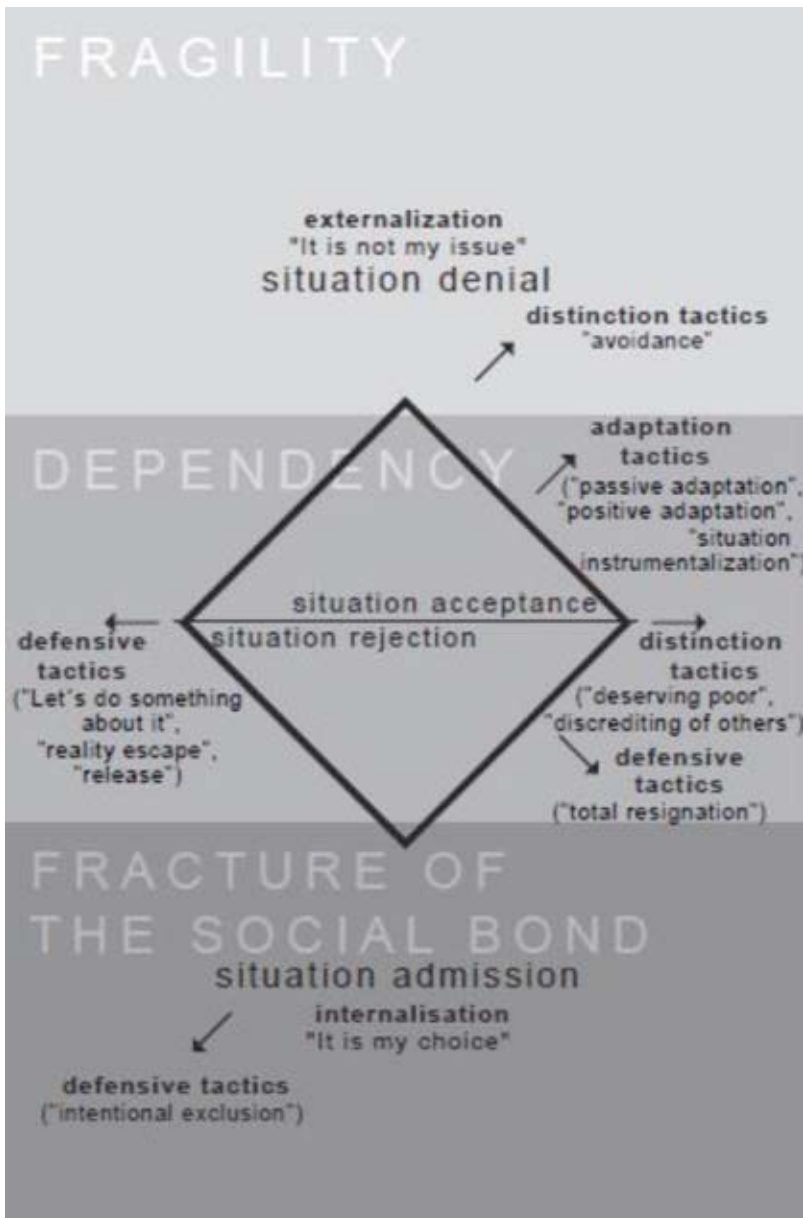 FRAGILITY
externalization
"It is not my issue"
situation denial
distinction tactics
"avoidance"
DEPENDENCY
adaptation
tactics
("passive adaptation",
"positive adaptation",
"situation
instrumentalization")
situation acceptance
situation rejection
defensive
tactics
("Let's do something
about it",
"reality escape",
"release")
distinction
tactics
("deserving poor",
"discrediting of others")
defensive
tactics
("total resignation")
FRACTURE OF
THE SOCIAL BOND
situation admission
internalisation
"It is my choice"
defensive tactics
("intentional exclusion")